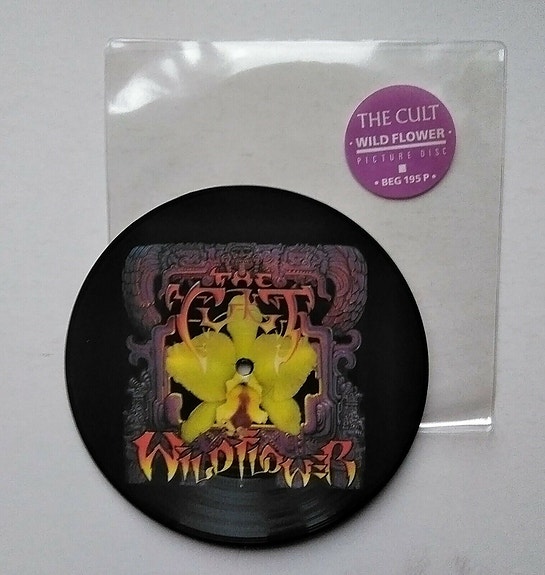 THE CULT
· WILD FLOWER ·
PICTURE DISC
• BEG 195 P •
THE
CULT
WILDFLOWER